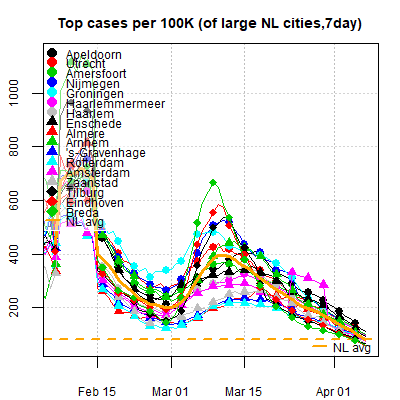 Top cases per 100K (of large NL cities,7day)
Apeldoorn
Utrecht
Amersfoort
Nijmegen
Groningen
Haarlemmermeer
Haarlem
Enschede
Almere
Arnhem
's-Gravenhage
Rotterdam
Amsterdam
Zaanstad
Tilburg
Eindhoven
Breda
NL avg
200
400
600
800
1000
NL avg
Feb 15
Mar 01
Mar 15
Apr 01